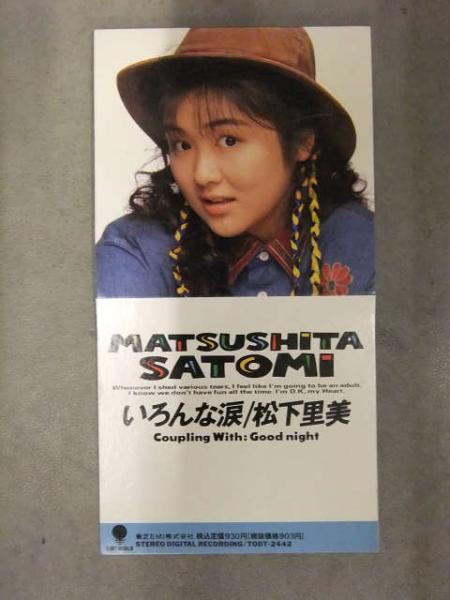 MATSUSHITA
SATOMI
Whenever I shed various tears, I feel like I'm going to be an adult.
I know we don't have fun all the time. I'm O.K, my Heart.
いろんな涙/松下里美
Coupling With: Good night
東芝EMI株式会社 税込定価930円[税抜価格903円]
STEREO DIGITAL RECORDING/TODT-2442